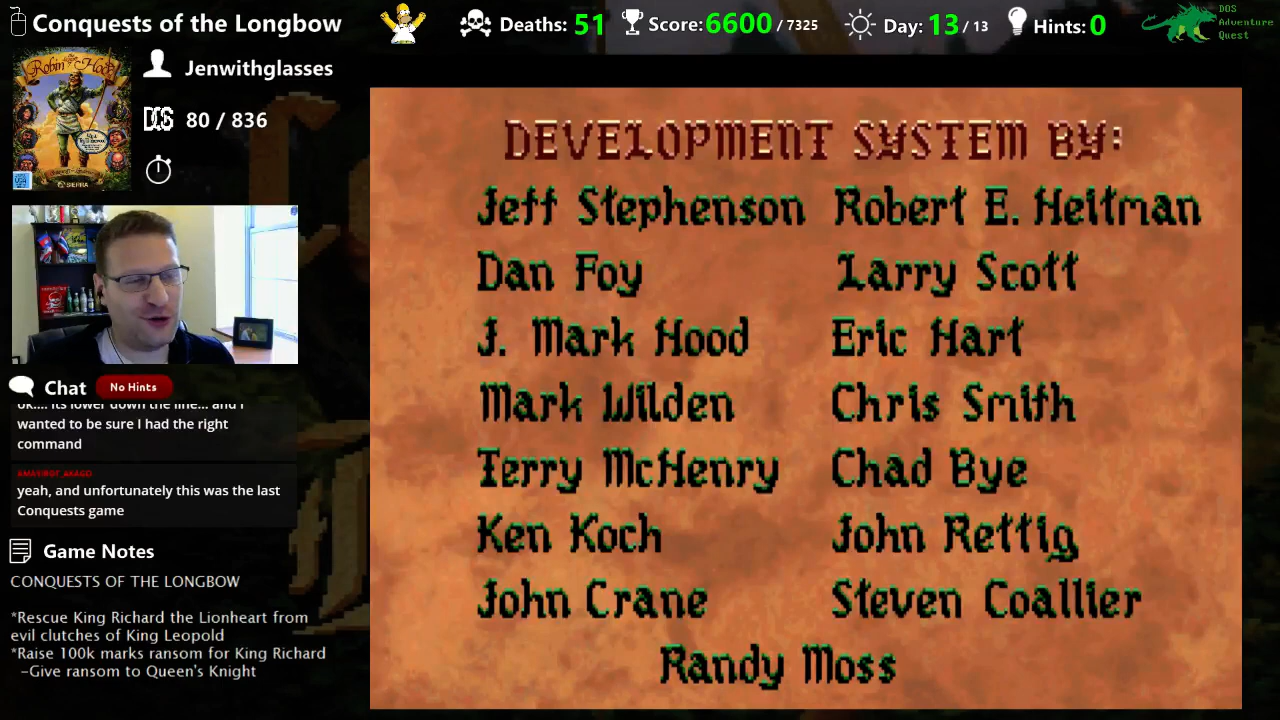 Conquests of the Longbow
Deaths: 51
Score: 6600 / 7325
Day: 13 / 13
Hints: 0
DOS
Adventure
Quest
Robin Hood
SIERRA
Jenwithglasses
DOS 80 / 836
Chat
No Hints
ok.... its lower down the line... and I
wanted to be sure I had the right
command
yeah, and unfortunately this was the last
Conquests game
Game Notes
CONQUESTS OF THE LONGBOW
*Rescue King Richard the Lionheart from
evil clutches of King Leopold
*Raise 100k marks ransom for King Richard
-Give ransom to Queen's Knight
DEVELOPMENT SYSTEM BY:
Jeff Stephenson Robert E. Heitman
Dan Foy Larry Scott
J. Mark Hood Eric Hart
Mark Wilden Chris Smith
Terry McHenry Chad Bye
Ken Koch John Rettig
John Crane Steven Coallier
Randy Moss